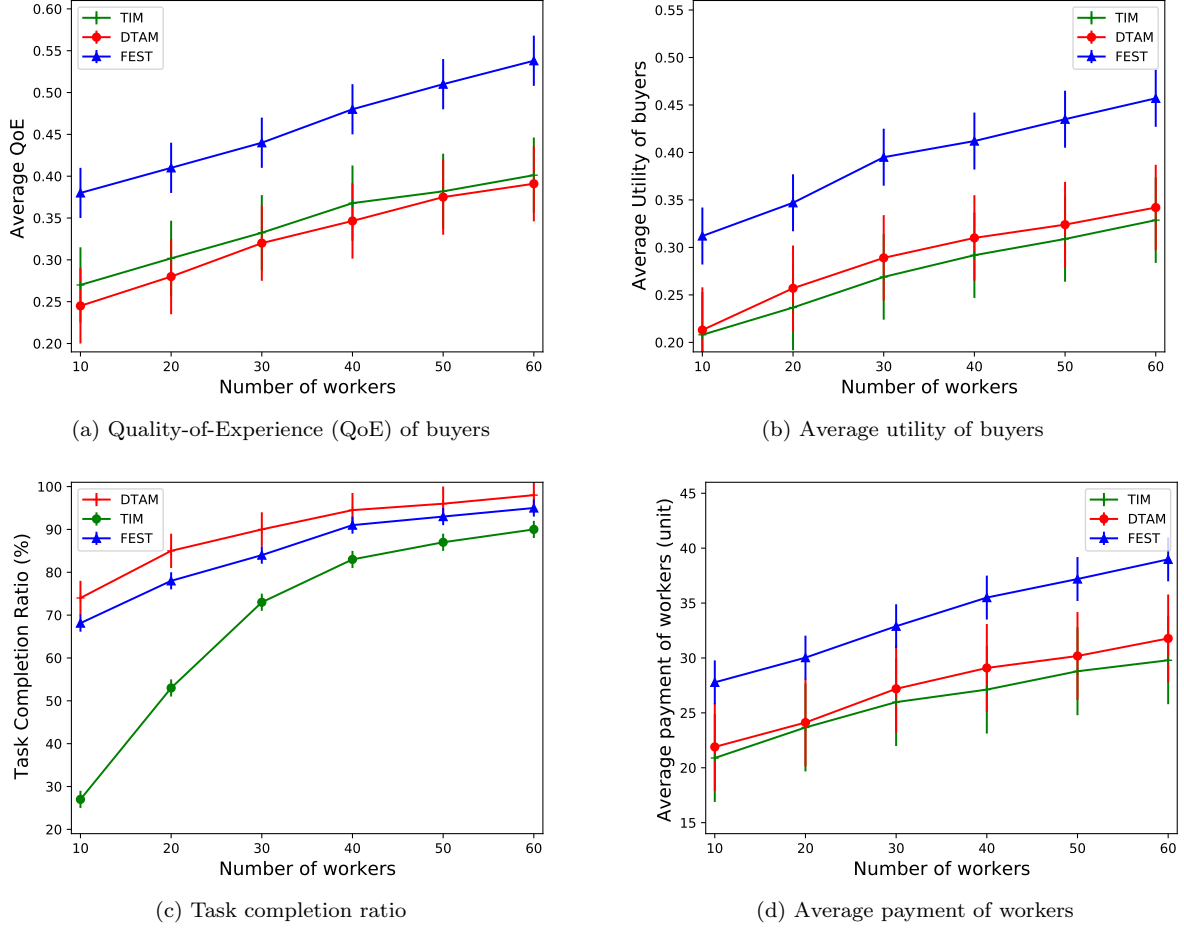 0.60
0.55
0.50
0.45
0.40
0.35
0.30
0.25
0.20
Average QoE
TIM
DTAM
FEST
10 20 30 40 50 60
Number of workers
(a) Quality-of-Experience (QoE) of buyers
0.55
0.50
0.45
0.40
0.35
0.30
0.25
0.20
Average Utility of buyers
TIM
DTAM
FEST
10 20 30 40 50 60
Number of workers
(b) Average utility of buyers
100
90
80
70
60
50
40
30
20
Task Completion Ratio (%)
DTAM
TIM
FEST
10 20 30 40 50 60
Number of workers
(c) Task completion ratio
45
40
35
30
25
20
15
Average payment of workers (unit)
TIM
DTAM
FEST
10 20 30 40 50 60
Number of workers
(d) Average payment of workers